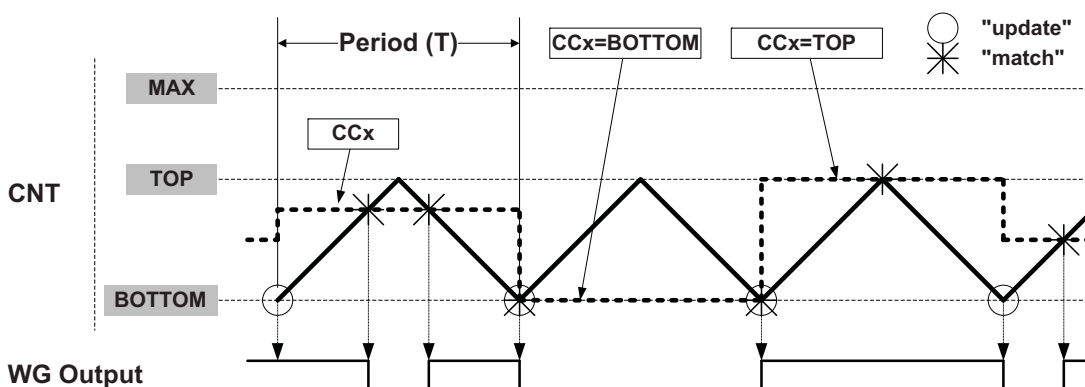 Period (T)
CCx=BOTTOM
CCx=TOP
"update"
"match"
MAX
CCx
TOP
CNT
BOTTOM
WG Output